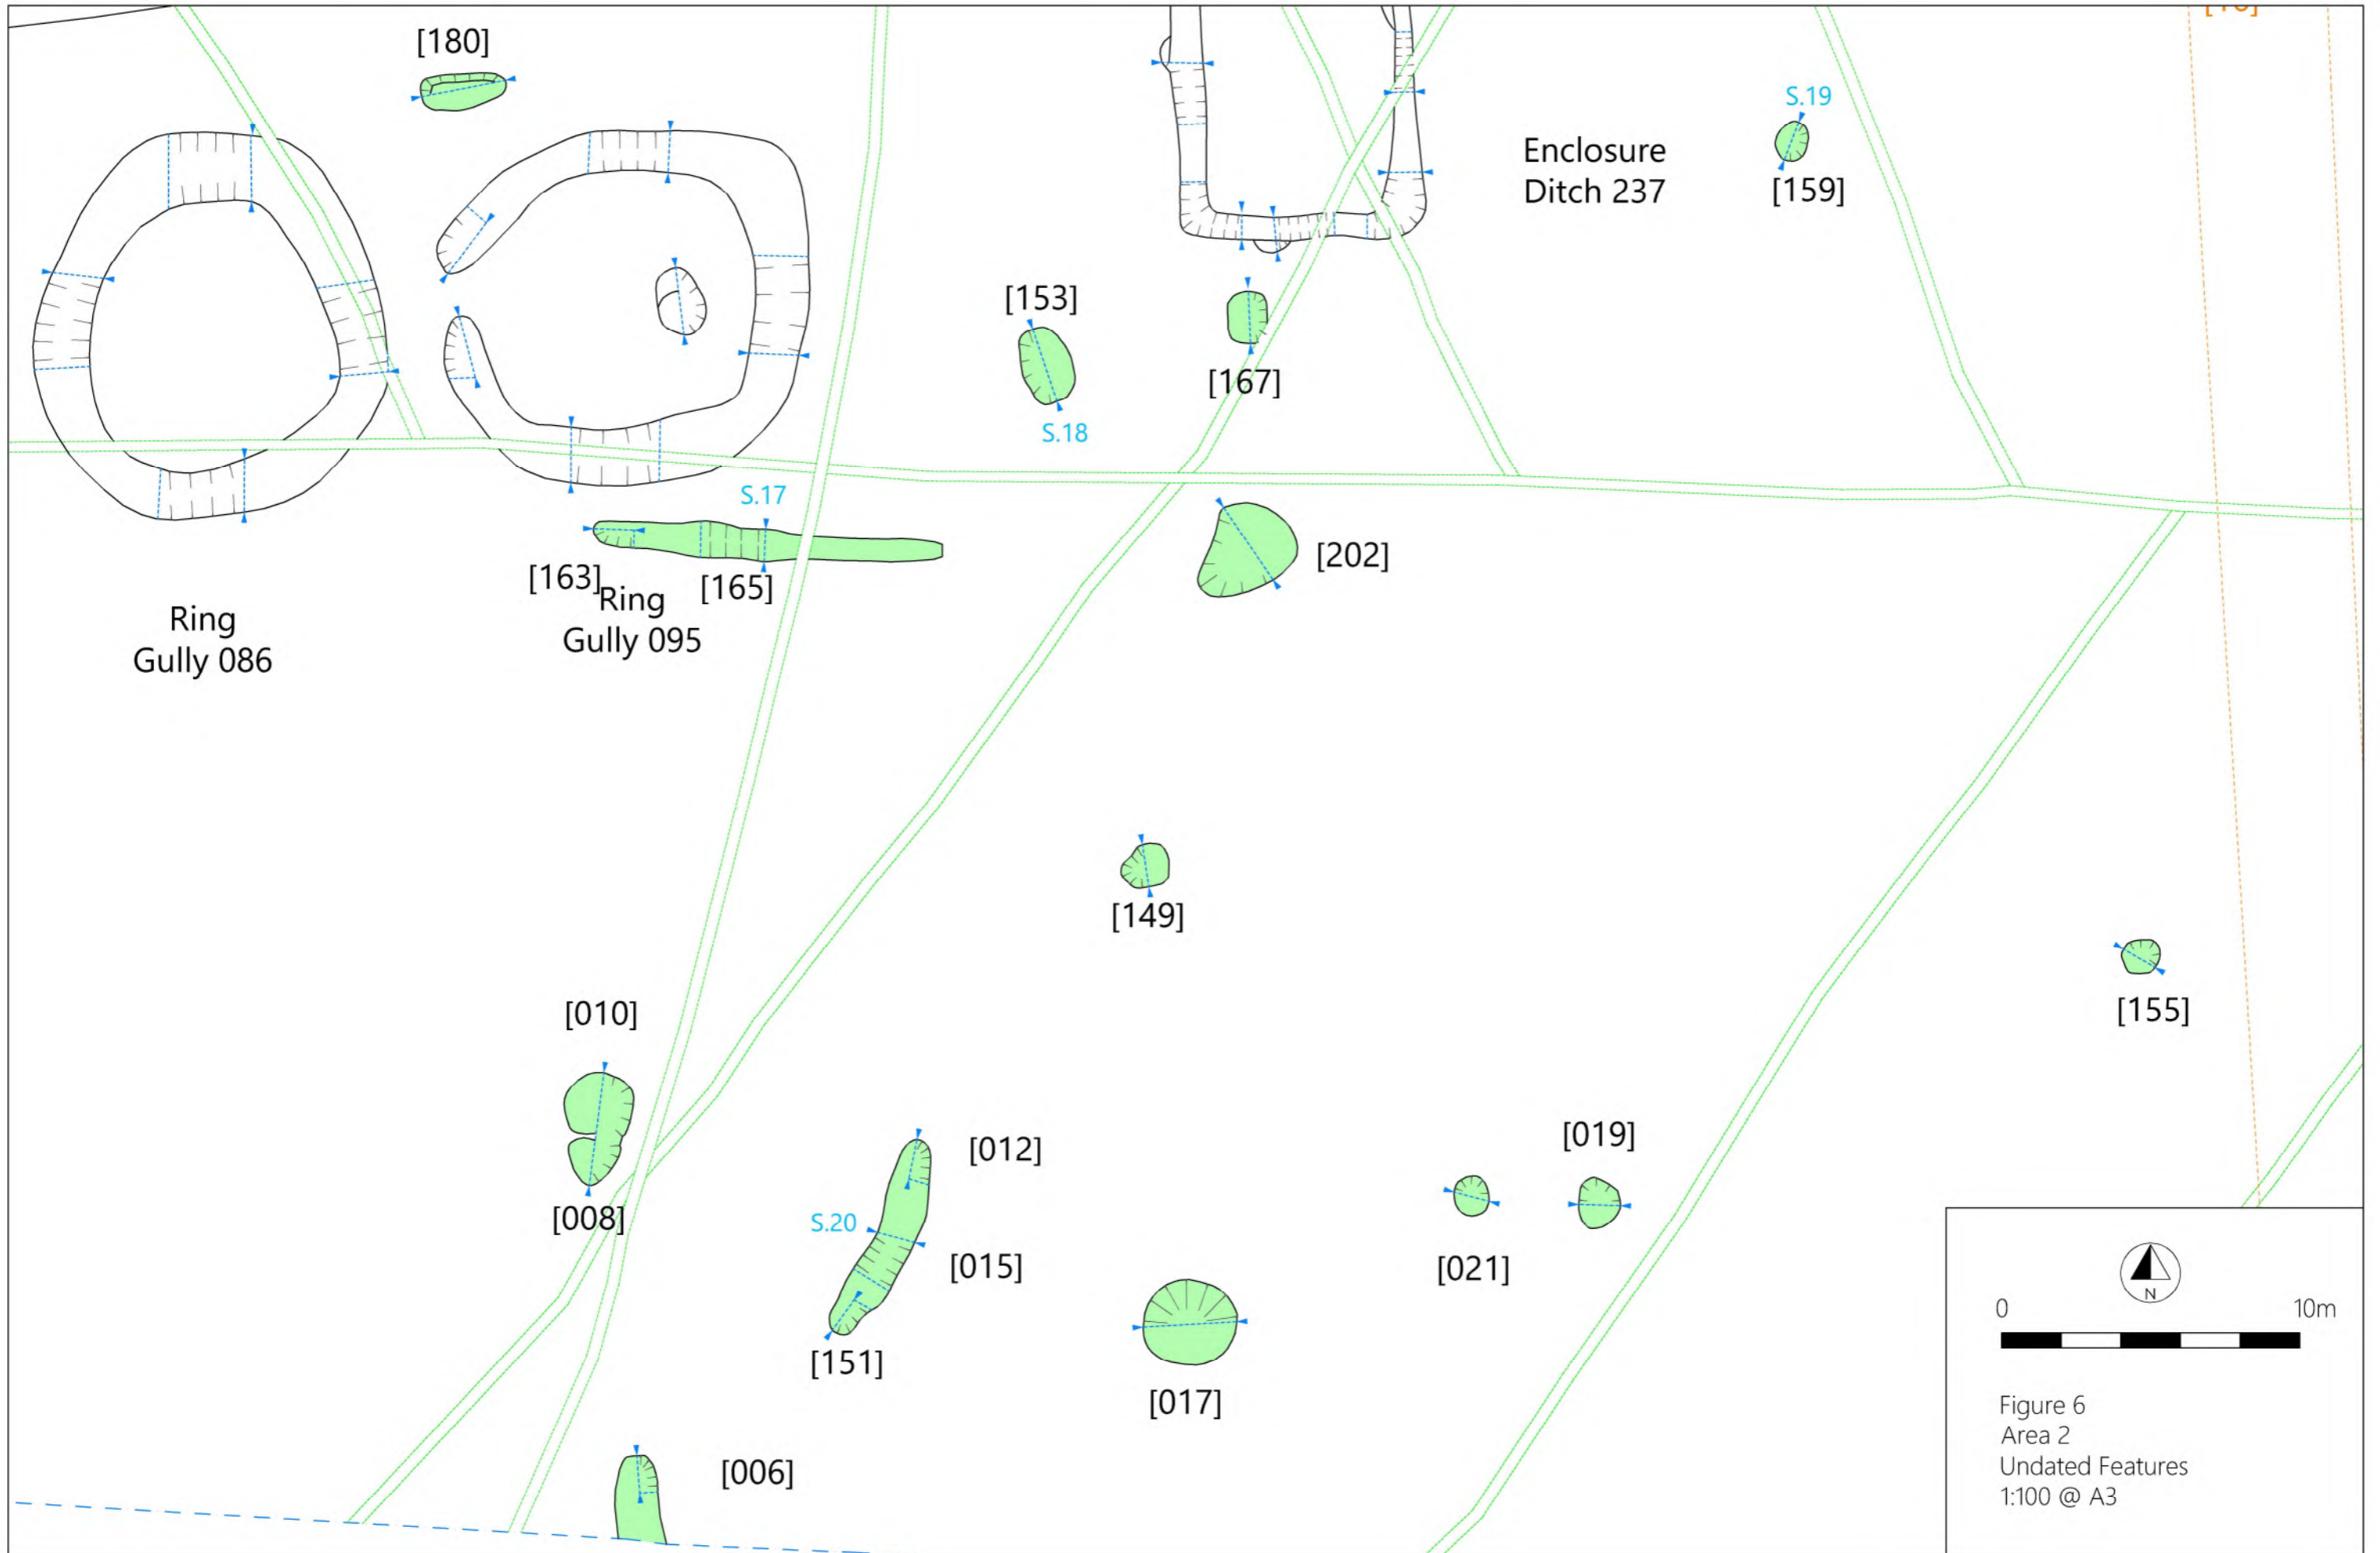 [180]
S.19
Enclosure
Ditch 237
[159]
[153]
[167]
S.18
S.17
[202]
[163]
[165]
Ring
Gully 095
Ring
Gully 086
[149]
[155]
[010]
[008]
[012]
[019]
S.20
[015]
[021]
[151]
[017]
[006]
N
0 10m
Figure 6
Area 2
Undated Features
1:100 @ A3